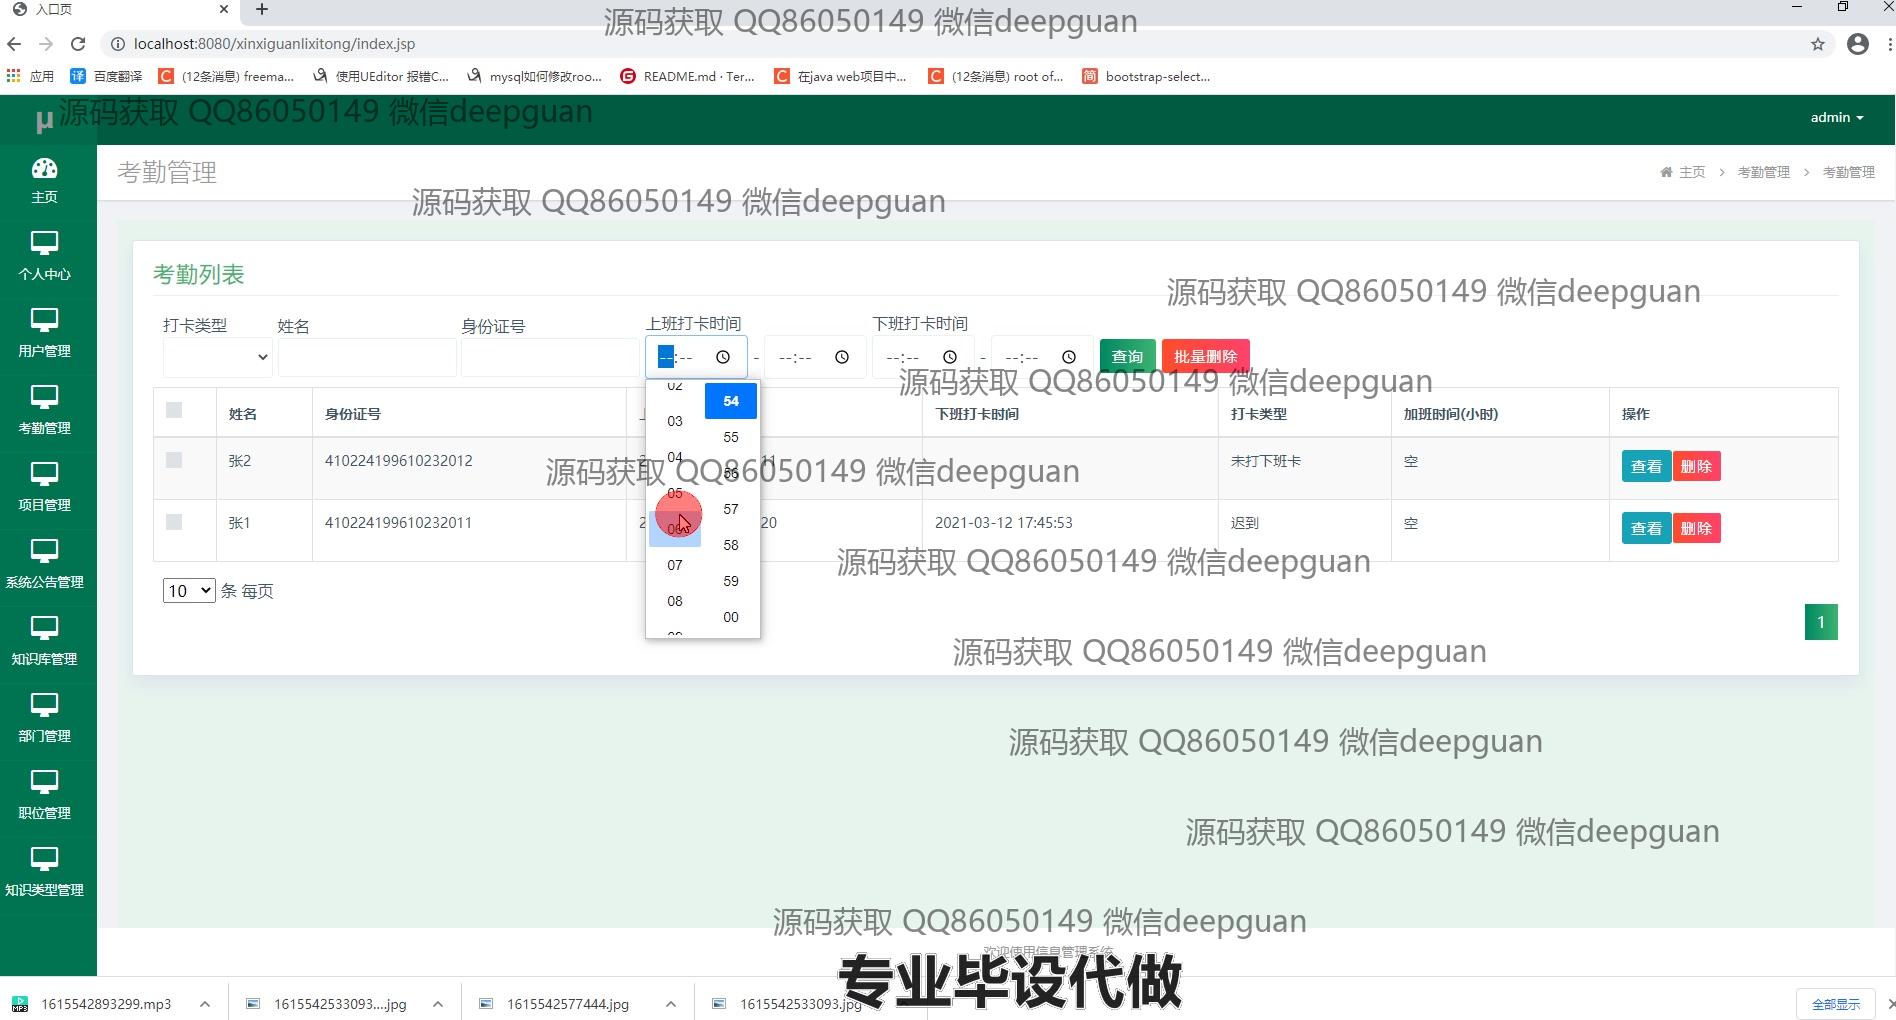 入口页
源码获取 QQ86050149 微信deepguan
localhost:8080/xinxiguanlixitong/index.jsp
应用 百度翻译 (12条消息) freema... 使用UEditor 报错C... mysql如何修改roo... README.md · Ter... 在java web项目中... (12条消息) root of... bootstrap-select...
μ 源码获取 QQ86050149 微信deepguan
admin
主页
考勤管理
主页 > 考勤管理 > 考勤管理
源码获取 QQ86050149 微信deepguan
个人中心
考勤列表
源码获取 QQ86050149 微信deepguan
用户管理
打卡类型 姓名 身份证号 上班打卡时间 下班打卡时间
--:-- - --:-- --:-- - --:-- 查询 批量删除
源码获取 QQ86050149 微信deepguan
考勤管理
姓名 身份证号 下班打卡时间 打卡类型 加班时间(小时) 操作
02 54
03 55
04 56
05 57
06 58
07 59
08 00
09
张2 410224199610232012 2 11 未打下班卡 空 查看 删除
源码获取 QQ86050149 微信deepguan
项目管理
张1 410224199610232011 2 20 2021-03-12 17:45:53 迟到 空 查看 删除
源码获取 QQ86050149 微信deepguan
系统公告管理
10 条 每页
1
知识库管理
源码获取 QQ86050149 微信deepguan
部门管理
源码获取 QQ86050149 微信deepguan
职位管理
源码获取 QQ86050149 微信deepguan
知识类型管理
源码获取 QQ86050149 微信deepguan
欢迎使用信息管理系统
专业毕设代做
1615542893299.mp3 1615542533093....jpg 1615542577444.jpg 1615542533093.jpg 全部显示